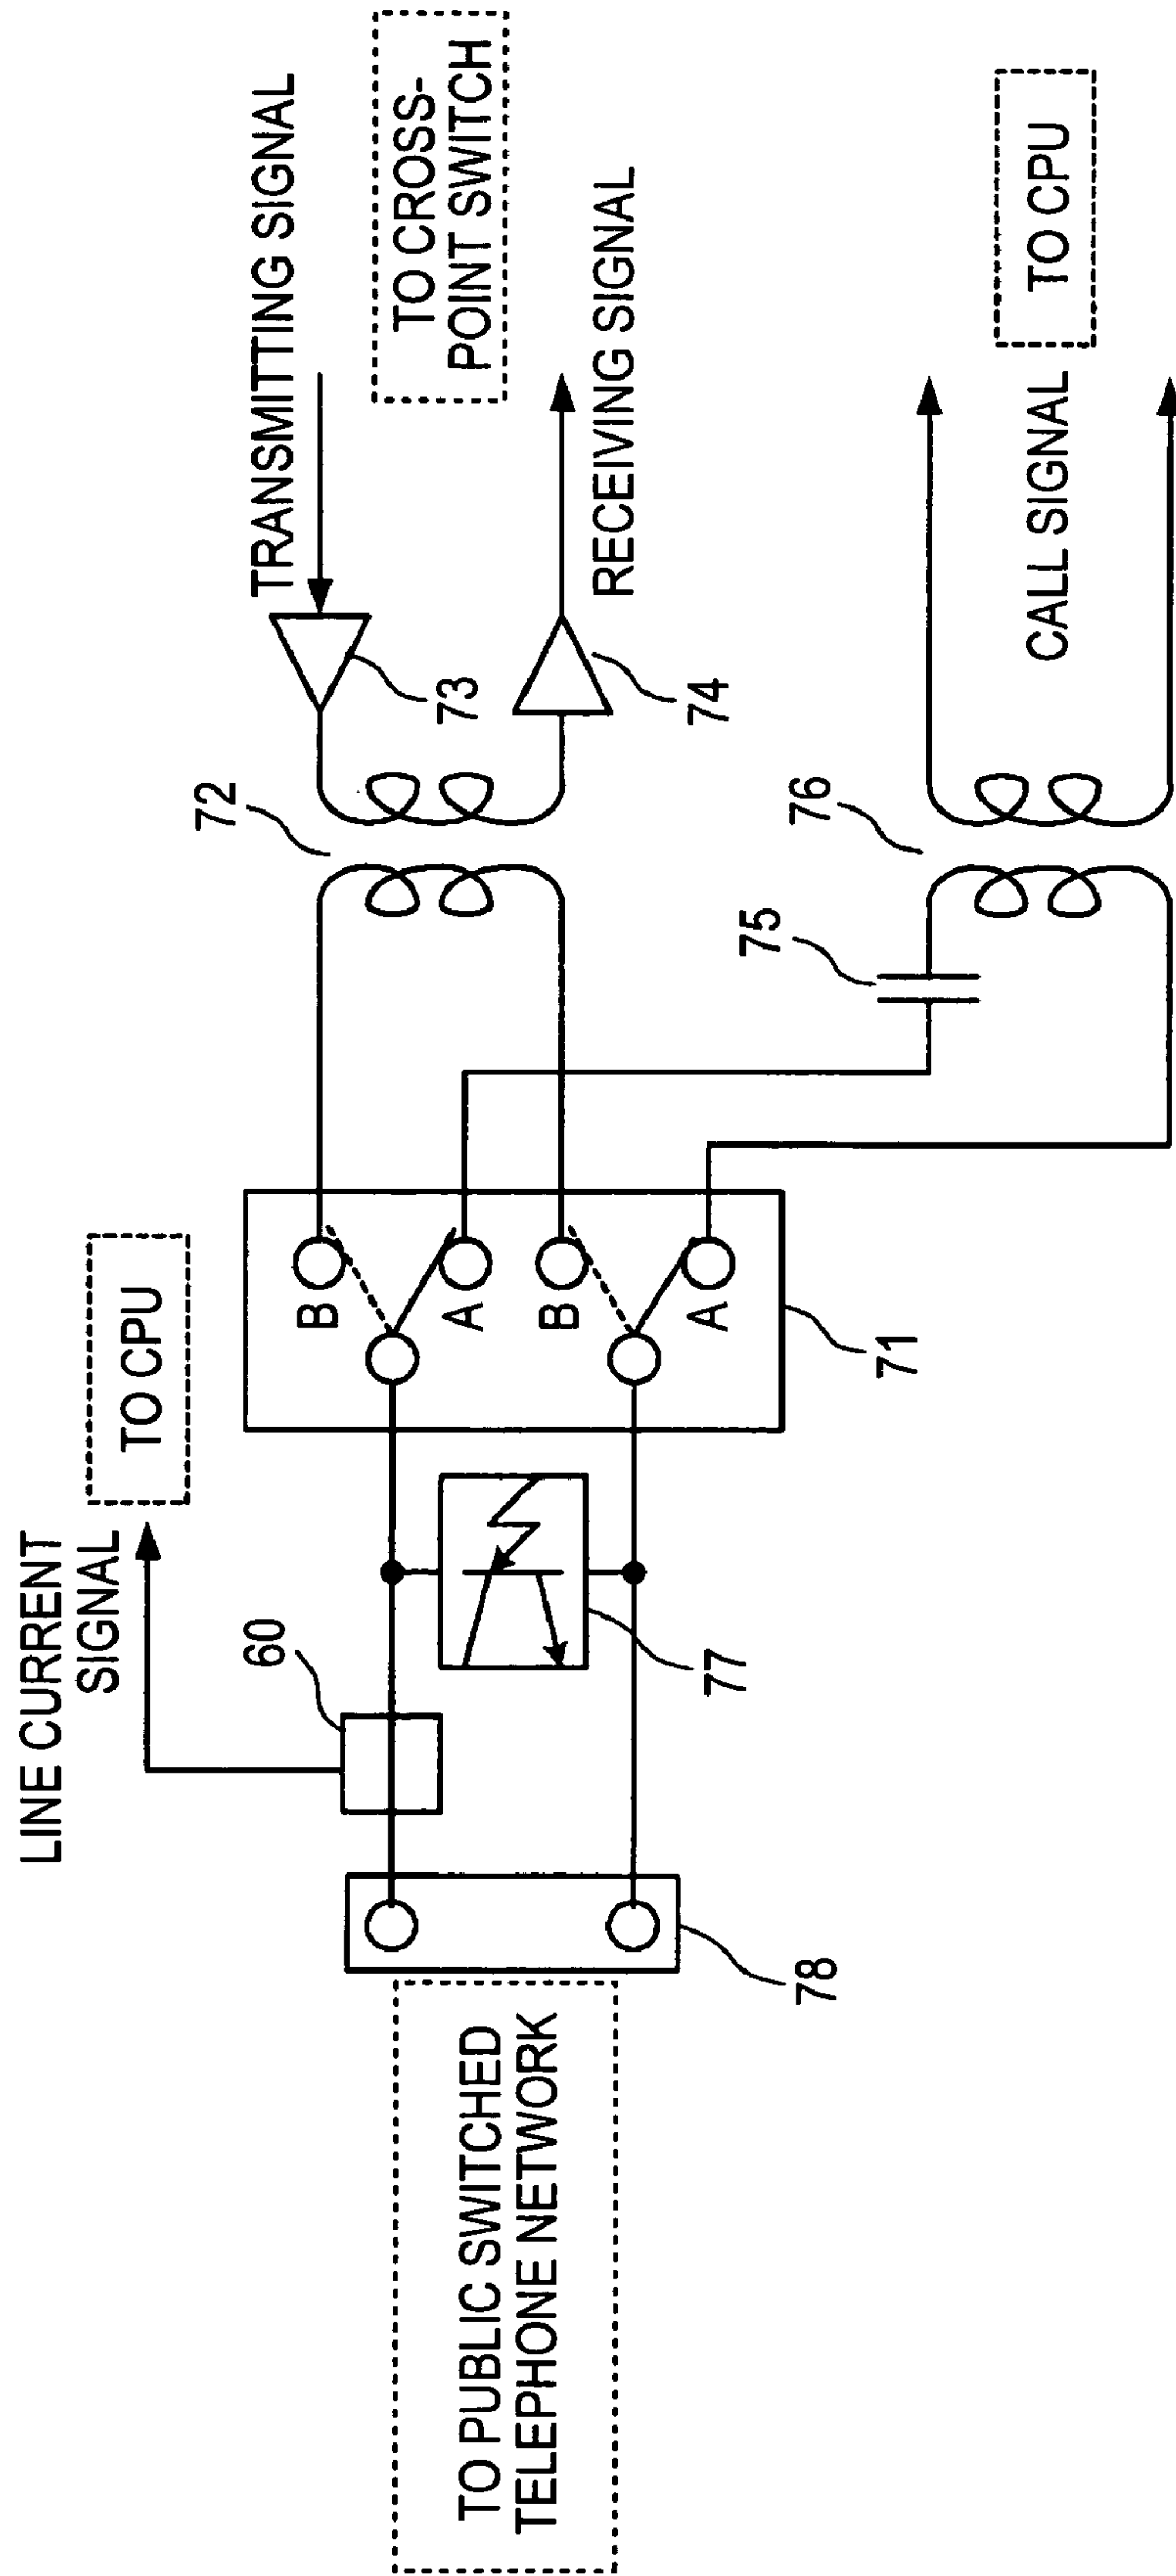 LINE CURRENT
SIGNAL
TO CPU
60
TO PUBLIC SWITCHED
TELEPHONE NETWORK
78
77
B
A
B
A
71
72
73
TRANSMITTING SIGNAL
TO CROSS-
POINT SWITCH
74
RECEIVING SIGNAL
75
76
CALL SIGNAL
TO CPU